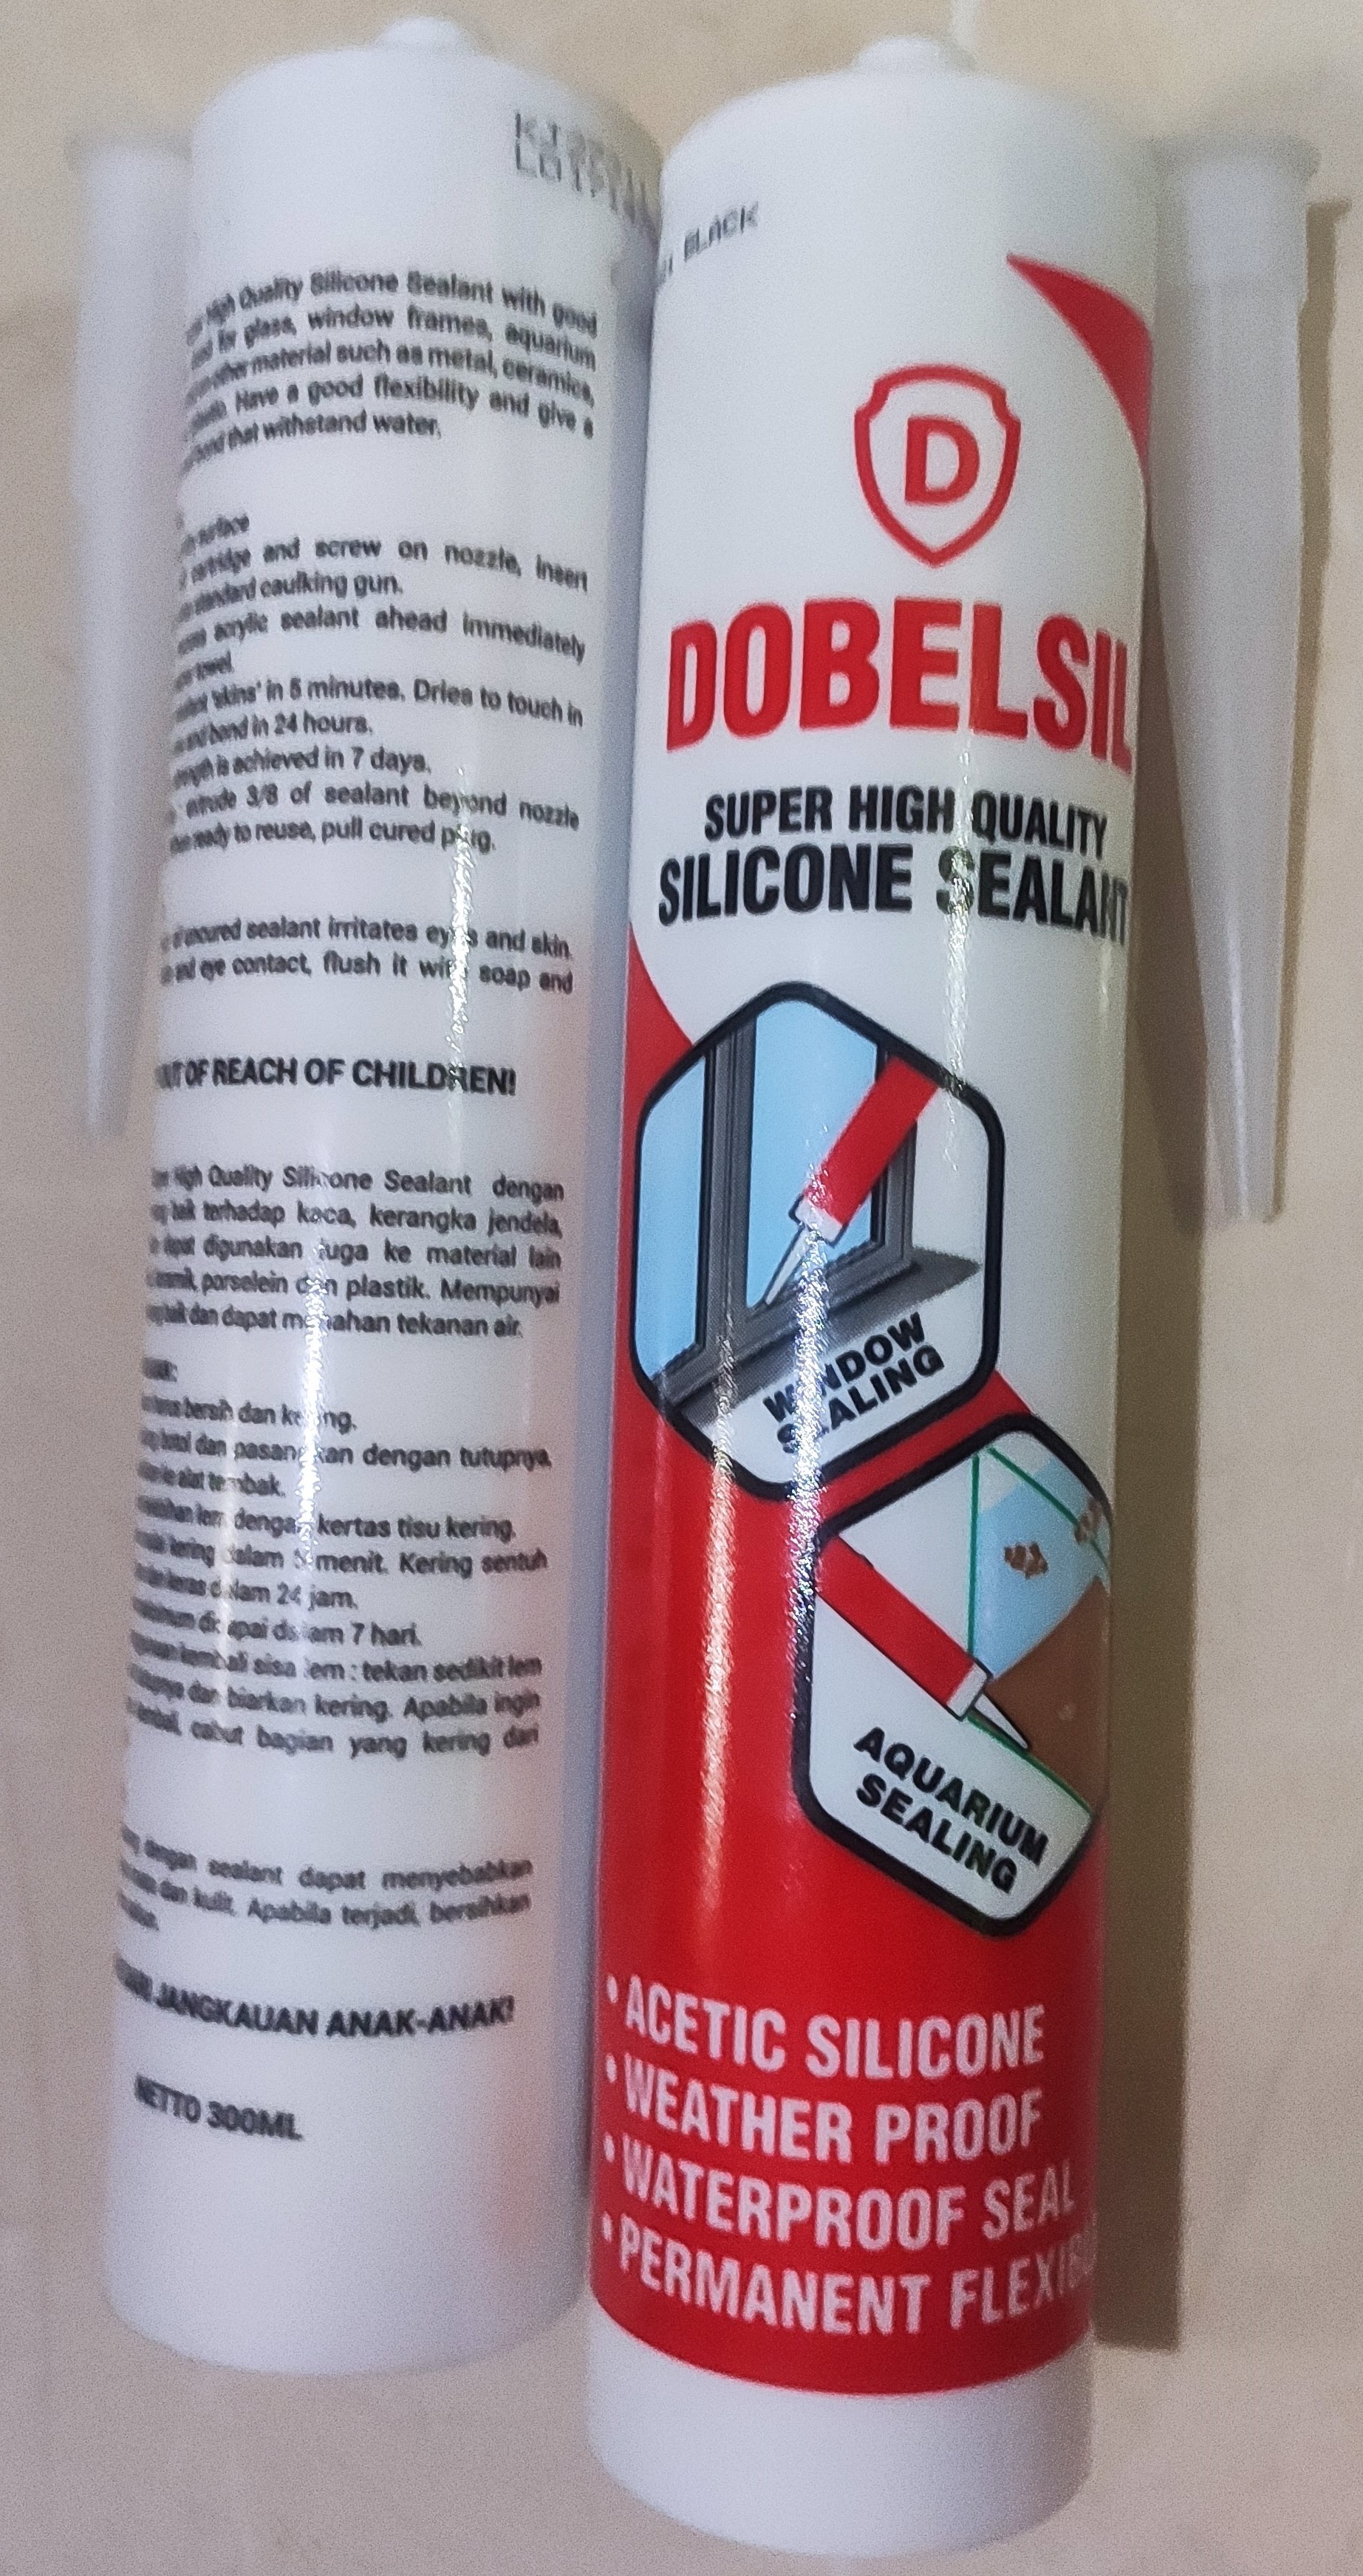 High Quality Silicone Sealant with good
for glass, window frames, aquarium
other material such as metal, ceramics,
Have a good flexibility and give a
that withstand water.
surface
cartridge and screw on nozzle, insert
standard caulking gun.
acrylic sealant ahead immediately
towel.
'skins' in 5 minutes. Dries to touch in
and bond in 24 hours.
is achieved in 7 days.
extrude 3/8 of sealant beyond nozzle
ready to reuse, pull cured plug.
sealant irritates eyes and skin.
and eye contact, flush it with soap and
OF REACH OF CHILDREN!
High Quality Silicone Sealant dengan
baik terhadap kaca, kerangka jendela,
dapat digunakan juga ke material lain
porselein dan plastik. Mempunyai
baik dan dapat menahan tekanan air.
bersih dan kering.
botol dan pasangkan dengan tutupnya
ke alat tembak.
lem dengan kertas tisu kering.
kering dalam 5 menit. Kering sentuh
keras dalam 24 jam.
dicapai dalam 7 hari.
kembali sisa lem : tekan sedikit lem
dan biarkan kering. Apabila ingin
cabut bagian yang kering dari
dengan sealant dapat menyebabkan
dan kulit. Apabila terjadi, bersihkan
JANGKAUAN ANAK-ANAK!
NETTO 300ML
BLACK
D
DOBELSIL
SUPER HIGH QUALITY
SILICONE SEALANT
WINDOW
SEALING
AQUARIUM
SEALING
• ACETIC SILICONE
• WEATHER PROOF
• WATERPROOF SEAL
• PERMANENT